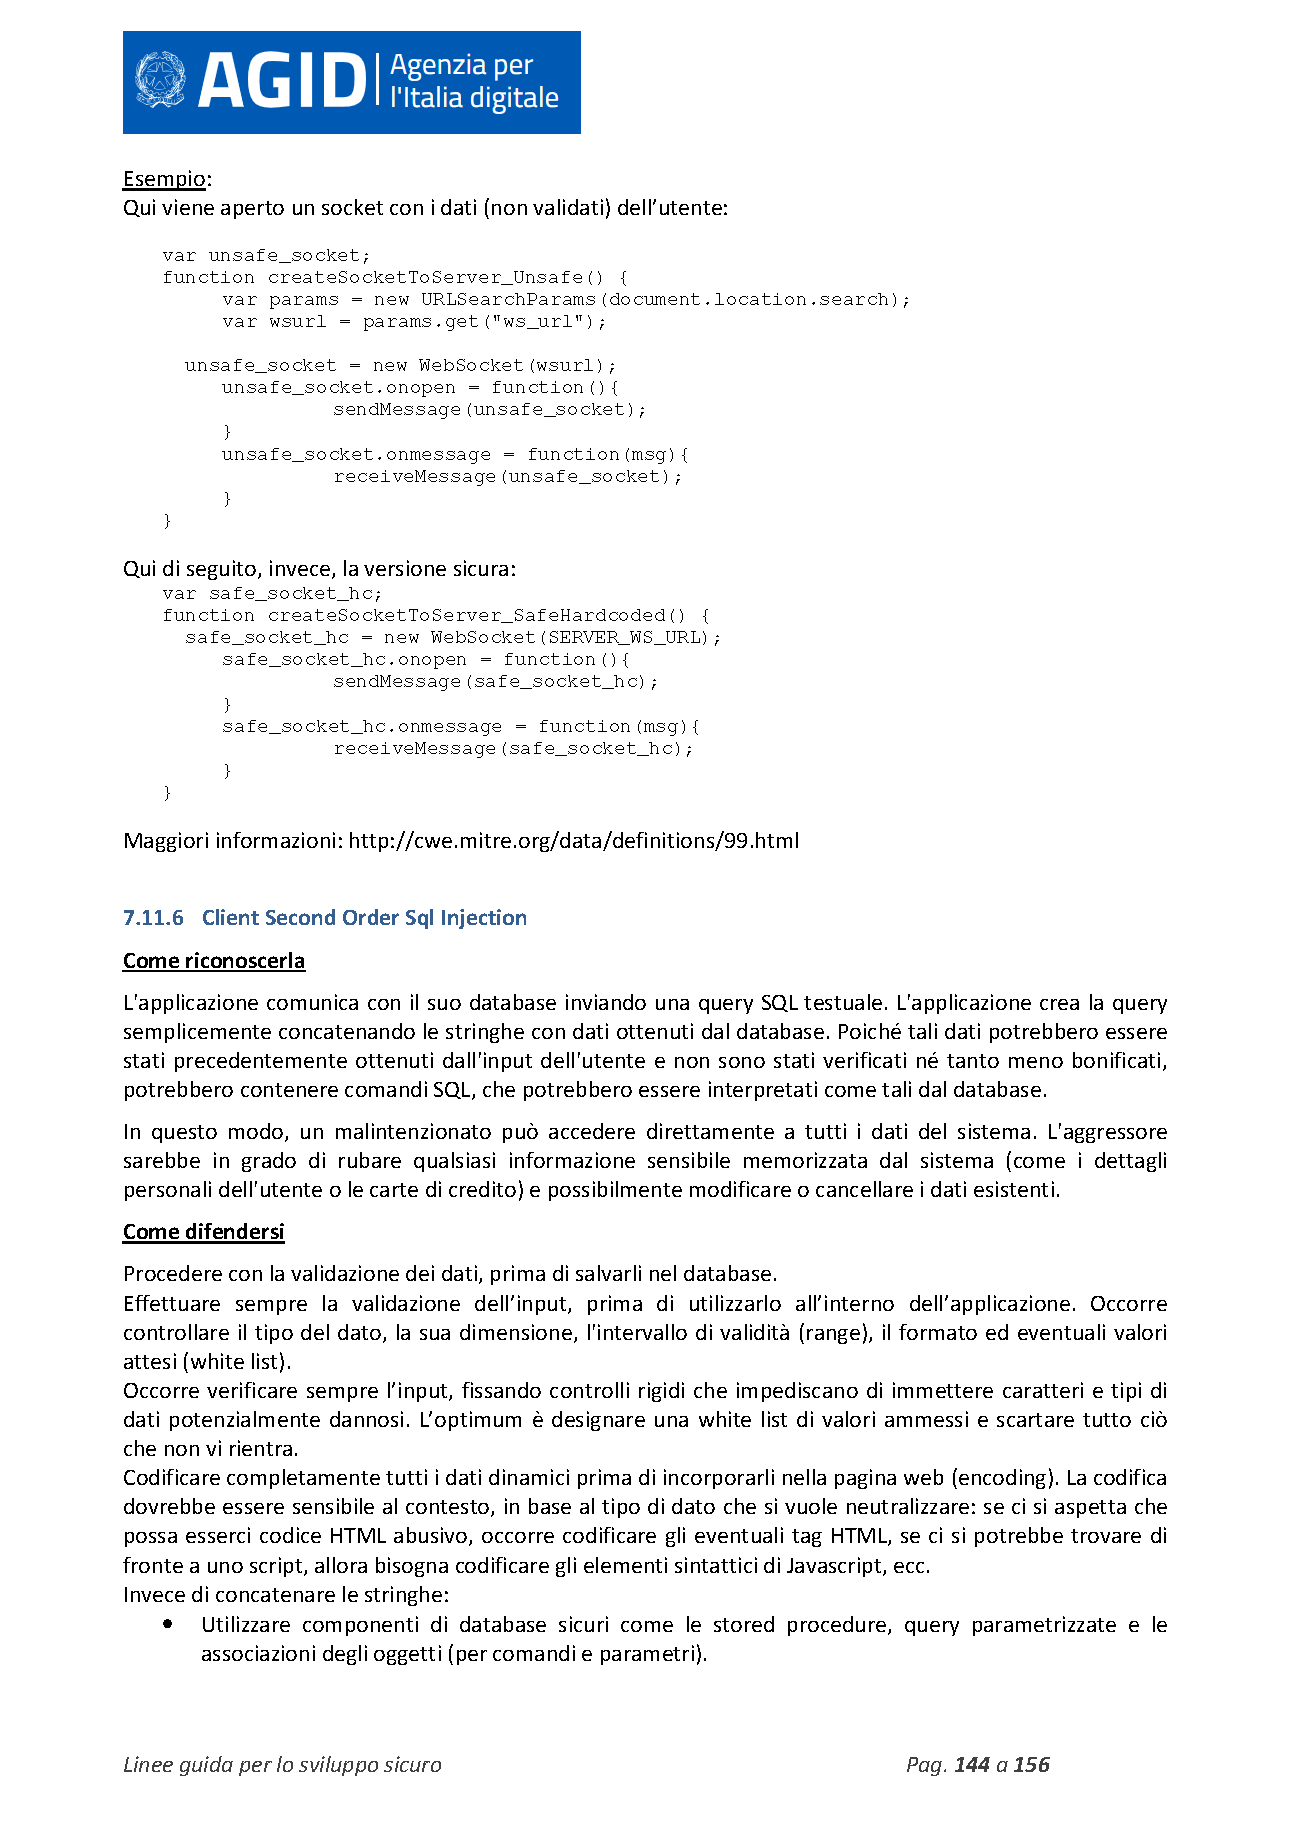 AGID Agenzia per
l'Italia digitale
Esempio:
Qui viene aperto un socket con i dati (non validati) dell’utente:
var unsafe_socket;
function createSocketToServer_Unsafe() {
var params = new URLSearchParams(document.location.search);
var wsurl = params.get("ws_url");
unsafe_socket = new WebSocket(wsurl);
unsafe_socket.onopen = function(){
sendMessage(unsafe_socket);
}
unsafe_socket.onmessage = function(msg){
receiveMessage(unsafe_socket);
}
}
Qui di seguito, invece, la versione sicura:
var safe_socket_hc;
function createSocketToServer_SafeHardcoded() {
safe_socket_hc = new WebSocket(SERVER_WS_URL);
safe_socket_hc.onopen = function(){
sendMessage(safe_socket_hc);
}
safe_socket_hc.onmessage = function(msg){
receiveMessage(safe_socket_hc);
}
}
Maggiori informazioni: http://cwe.mitre.org/data/definitions/99.html
7.11.6 Client Second Order Sql Injection
Come riconoscerla
L'applicazione comunica con il suo database inviando una query SQL testuale. L'applicazione crea la query
semplicemente concatenando le stringhe con dati ottenuti dal database. Poiché tali dati potrebbero essere
stati precedentemente ottenuti dall'input dell'utente e non sono stati verificati né tanto meno bonificati,
potrebbero contenere comandi SQL, che potrebbero essere interpretati come tali dal database.
In questo modo, un malintenzionato può accedere direttamente a tutti i dati del sistema. L'aggressore
sarebbe in grado di rubare qualsiasi informazione sensibile memorizzata dal sistema (come i dettagli
personali dell'utente o le carte di credito) e possibilmente modificare o cancellare i dati esistenti.
Come difendersi
Procedere con la validazione dei dati, prima di salvarli nel database.
Effettuare sempre la validazione dell’input, prima di utilizzarlo all’interno dell’applicazione. Occorre
controllare il tipo del dato, la sua dimensione, l'intervallo di validità (range), il formato ed eventuali valori
attesi (white list).
Occorre verificare sempre l’input, fissando controlli rigidi che impediscano di immettere caratteri e tipi di
dati potenzialmente dannosi. L’optimum è designare una white list di valori ammessi e scartare tutto ciò
che non vi rientra.
Codificare completamente tutti i dati dinamici prima di incorporarli nella pagina web (encoding). La codifica
dovrebbe essere sensibile al contesto, in base al tipo di dato che si vuole neutralizzare: se ci si aspetta che
possa esserci codice HTML abusivo, occorre codificare gli eventuali tag HTML, se ci si potrebbe trovare di
fronte a uno script, allora bisogna codificare gli elementi sintattici di Javascript, ecc.
Invece di concatenare le stringhe:
• Utilizzare componenti di database sicuri come le stored procedure, query parametrizzate e le
associazioni degli oggetti (per comandi e parametri).
Linee guida per lo sviluppo sicuro Pag. 144 a 156